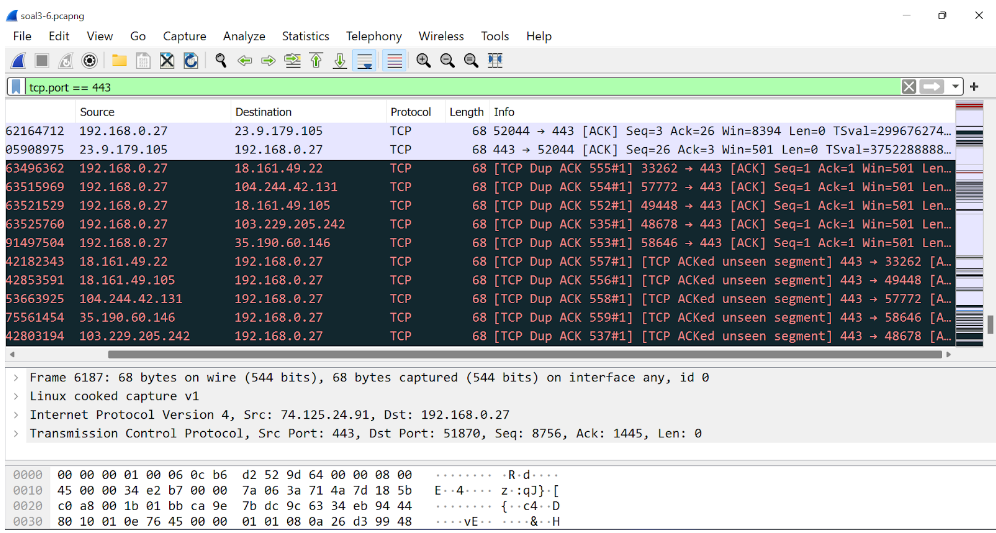 soal3-6.pcapng
File Edit View Go Capture Analyze Statistics Telephony Wireless Tools Help
tcp.port == 443
Source Destination Protocol Length Info
62164712 192.168.0.27 23.9.179.105 TCP 68 52044 → 443 [ACK] Seq=3 Ack=26 Win=8394 Len=0 TSval=299676274…
05908975 23.9.179.105 192.168.0.27 TCP 68 443 → 52044 [ACK] Seq=26 Ack=3 Win=501 Len=0 TSval=3752288888…
63496362 192.168.0.27 18.161.49.22 TCP 68 [TCP Dup ACK 555#1] 33262 → 443 [ACK] Seq=1 Ack=1 Win=501 Len…
63515969 192.168.0.27 104.244.42.131 TCP 68 [TCP Dup ACK 554#1] 57772 → 443 [ACK] Seq=1 Ack=1 Win=501 Len…
63521529 192.168.0.27 18.161.49.105 TCP 68 [TCP Dup ACK 552#1] 49448 → 443 [ACK] Seq=1 Ack=1 Win=501 Len…
63525760 192.168.0.27 103.229.205.242 TCP 68 [TCP Dup ACK 535#1] 48678 → 443 [ACK] Seq=1 Ack=1 Win=501 Len…
91497504 192.168.0.27 35.190.60.146 TCP 68 [TCP Dup ACK 553#1] 58646 → 443 [ACK] Seq=1 Ack=1 Win=501 Len…
42182343 18.161.49.22 192.168.0.27 TCP 68 [TCP Dup ACK 557#1] [TCP ACKed unseen segment] 443 → 33262 [A…
42853591 18.161.49.105 192.168.0.27 TCP 68 [TCP Dup ACK 556#1] [TCP ACKed unseen segment] 443 → 49448 [A…
53663925 104.244.42.131 192.168.0.27 TCP 68 [TCP Dup ACK 558#1] [TCP ACKed unseen segment] 443 → 57772 [A…
75561454 35.190.60.146 192.168.0.27 TCP 68 [TCP Dup ACK 559#1] [TCP ACKed unseen segment] 443 → 58646 [A…
42803194 103.229.205.242 192.168.0.27 TCP 68 [TCP Dup ACK 537#1] [TCP ACKed unseen segment] 443 → 48678 [A…
Frame 6187: 68 bytes on wire (544 bits), 68 bytes captured (544 bits) on interface any, id 0
Linux cooked capture v1
Internet Protocol Version 4, Src: 74.125.24.91, Dst: 192.168.0.27
Transmission Control Protocol, Src Port: 443, Dst Port: 51870, Seq: 8756, Ack: 1445, Len: 0
0000 00 00 00 01 00 06 0c b6 d2 52 9d 64 00 00 08 00 ········ ·R·d····
0010 45 00 00 34 e2 b7 00 00 7a 06 3a 71 4a 7d 18 5b E··4···· z·:qJ}·[
0020 c0 a8 00 1b 01 bb ca 9e 7b dc 9c 63 34 eb 94 44 ········ {··c4··D
0030 80 10 01 0e 76 45 00 00 01 01 08 0a 26 d3 99 48 ····vE·· ····&··H